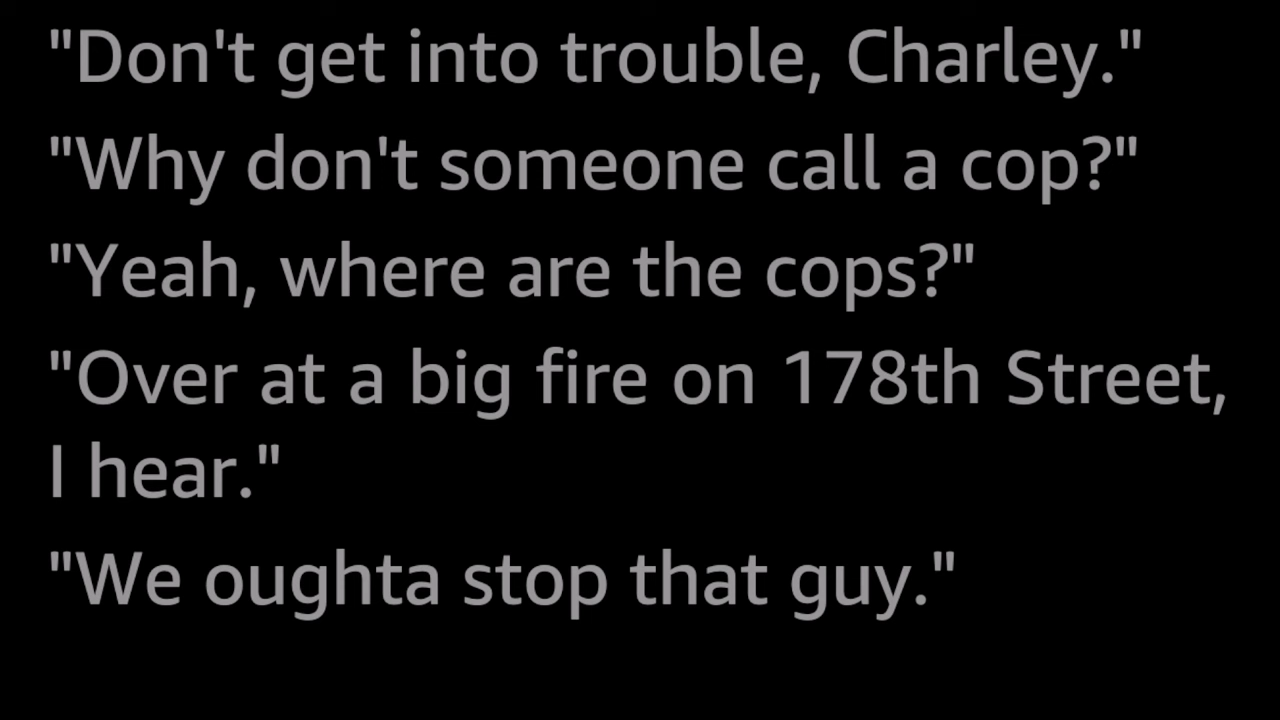 "Don't get into trouble, Charley."
"Why don't someone call a cop?"
"Yeah, where are the cops?"
"Over at a big fire on 178th Street,
I hear."
"We oughta stop that guy."